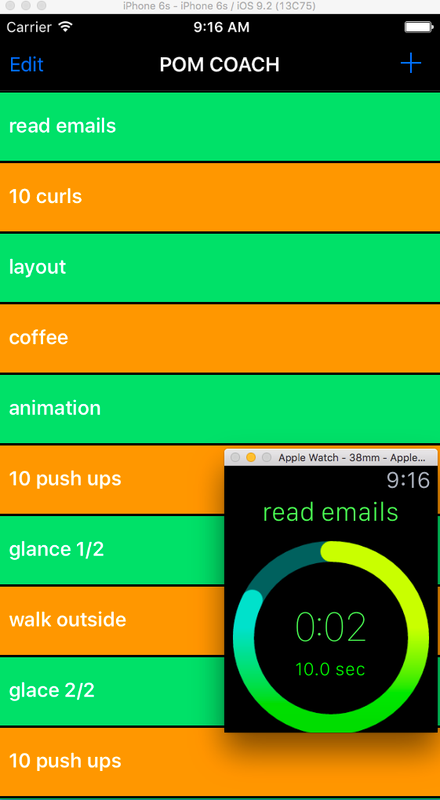 iPhone 6s - iPhone 6s / iOS 9.2 (13C75)
Carrier 9:16 AM
Edit POM COACH +
read emails
10 curls
layout
coffee
animation
10 push ups
glance 1/2
walk outside
glace 2/2
10 push ups
Apple Watch - 38mm - Apple...
9:16
read emails
0:02
10.0 sec